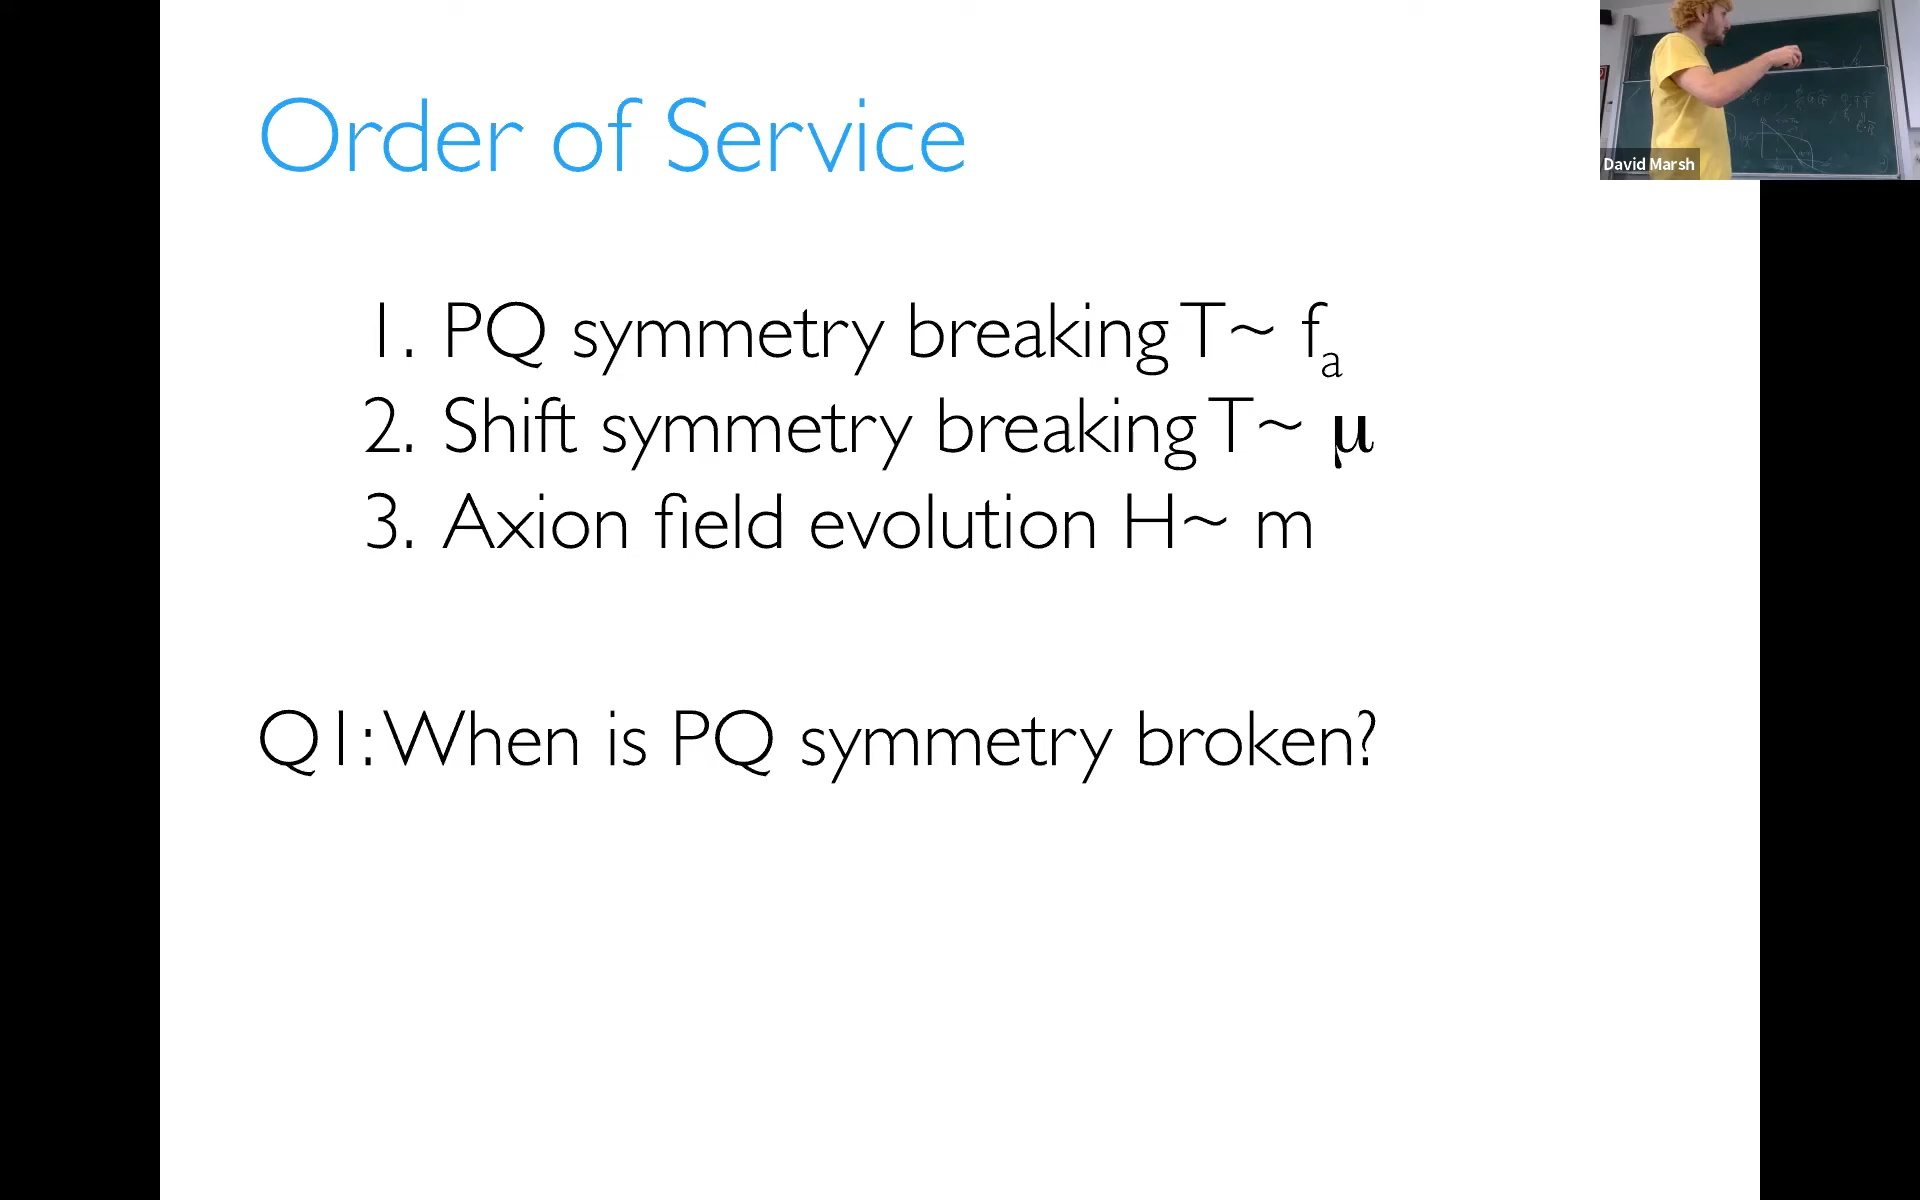 Order of Service
1. PQ symmetry breaking T~ fₐ
2. Shift symmetry breaking T~ μ
3. Axion field evolution H~ m
Q1: When is PQ symmetry broken?
David Marsh